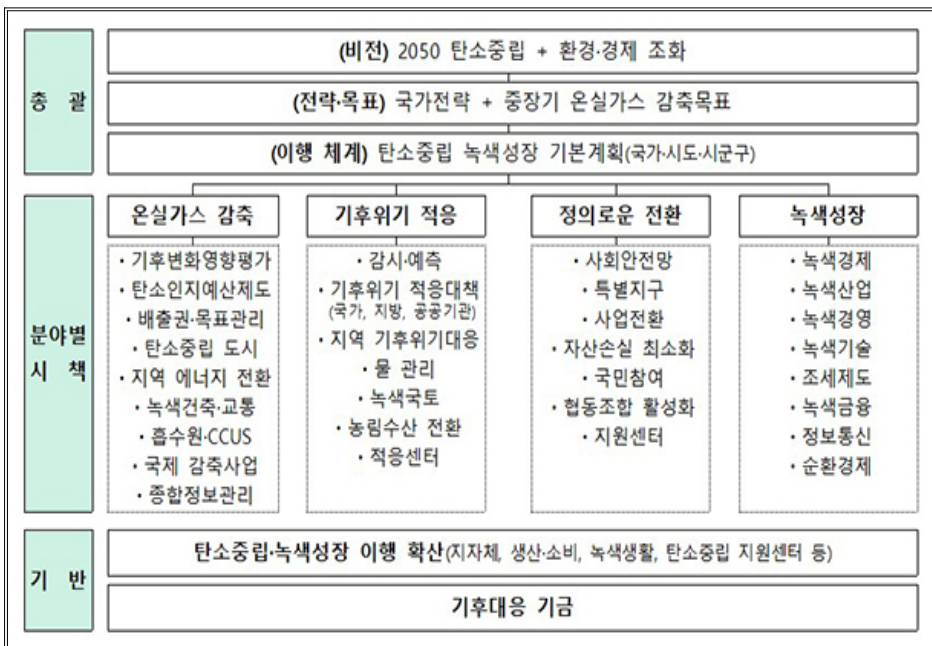 총 괄
(비전) 2050 탄소중립 + 환경·경제 조화
(전략·목표) 국가전략 + 중장기 온실가스 감축목표
(이행 체계) 탄소중립 녹색성장 기본계획(국가·시도·시군구)
분야별
시 책
온실가스 감축
· 기후변화영향평가
· 탄소인지예산제도
· 배출권·목표관리
· 탄소중립 도시
· 지역 에너지 전환
· 녹색건축·교통
· 흡수원·CCUS
· 국제 감축사업
· 종합정보관리
기후위기 적응
· 감시·예측
· 기후위기 적응대책
(국가, 지방, 공공기관)
· 지역 기후위기대응
· 물 관리
· 녹색국토
· 농림수산 전환
· 적응센터
정의로운 전환
· 사회안전망
· 특별지구
· 사업전환
· 자산손실 최소화
· 국민참여
· 협동조합 활성화
· 지원센터
녹색성장
· 녹색경제
· 녹색산업
· 녹색경영
· 녹색기술
· 조세제도
· 녹색금융
· 정보통신
· 순환경제
기 반
탄소중립·녹색성장 이행 확산(지자체, 생산·소비, 녹색생활, 탄소중립 지원센터 등)
기후대응 기금